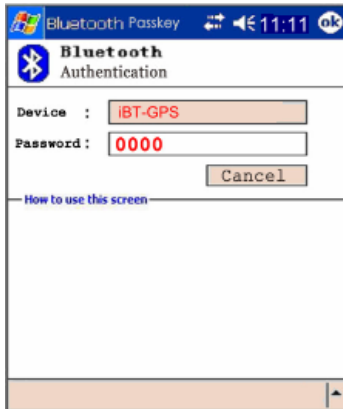 Bluetooth Passkey 11:11 ok
Bluetooth
Authentication
Device : iBT-GPS
Password: 0000
Cancel
How to use this screen